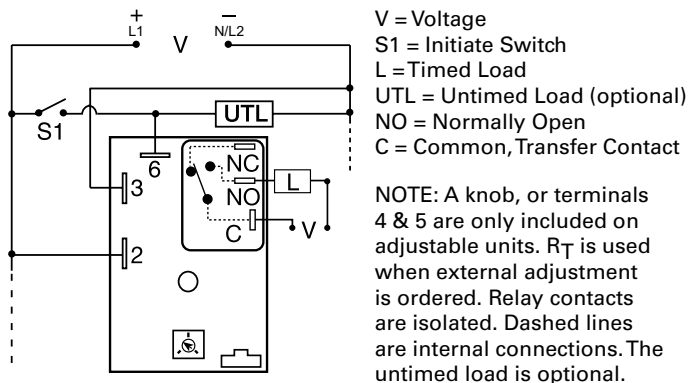 +
L1
V
–
N/L2
S1
UTL
6
3
NC
NO
L
C
V
2
V = Voltage
S1 = Initiate Switch
L = Timed Load
UTL = Untimed Load (optional)
NO = Normally Open
C = Common, Transfer Contact
NOTE: A knob, or terminals
4 & 5 are only included on
adjustable units. RT is used
when external adjustment
is ordered. Relay contacts
are isolated. Dashed lines
are internal connections. The
untimed load is optional.